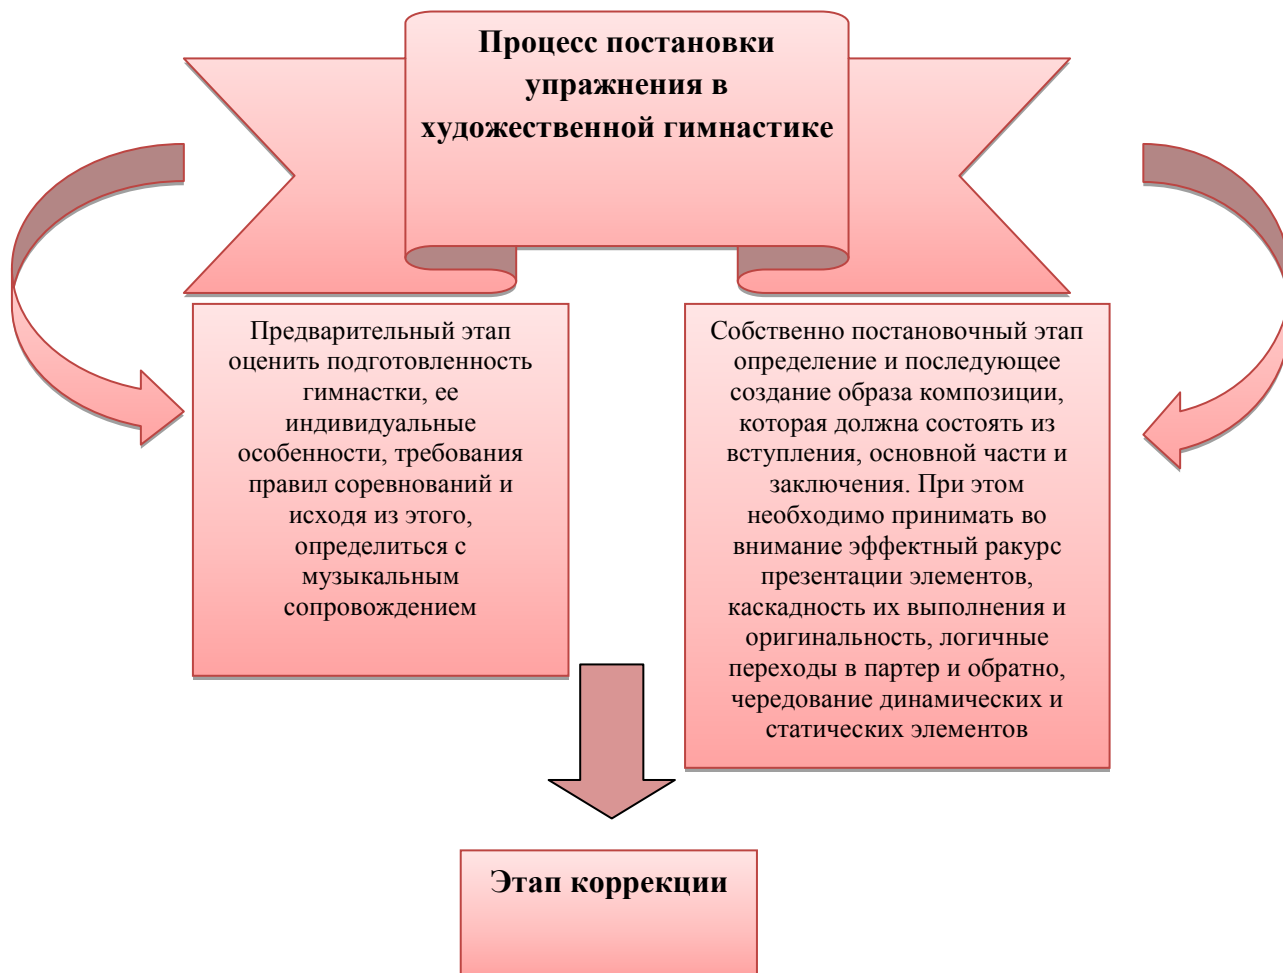 Процесс постановки
упражнения в
художественной гимнастике
Предварительный этап
оценить подготовленность
гимнастки, ее
индивидуальные
особенности, требования
правил соревнований и
исходя из этого,
определиться с
музыкальным
сопровождением
Собственно постановочный этап
определение и последующее
создание образа композиции,
которая должна состоять из
вступления, основной части и
заключения. При этом
необходимо принимать во
внимание эффектный ракурс
презентации элементов,
каскадность их выполнения и
оригинальность, логичные
переходы в партер и обратно,
чередование динамических и
статических элементов
Этап коррекции